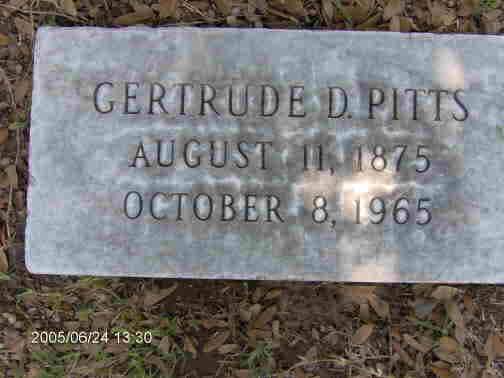 GERTRUDE D. PITTS
AUGUST 11, 1875
OCTOBER 8, 1965
2005/06/24 13:30